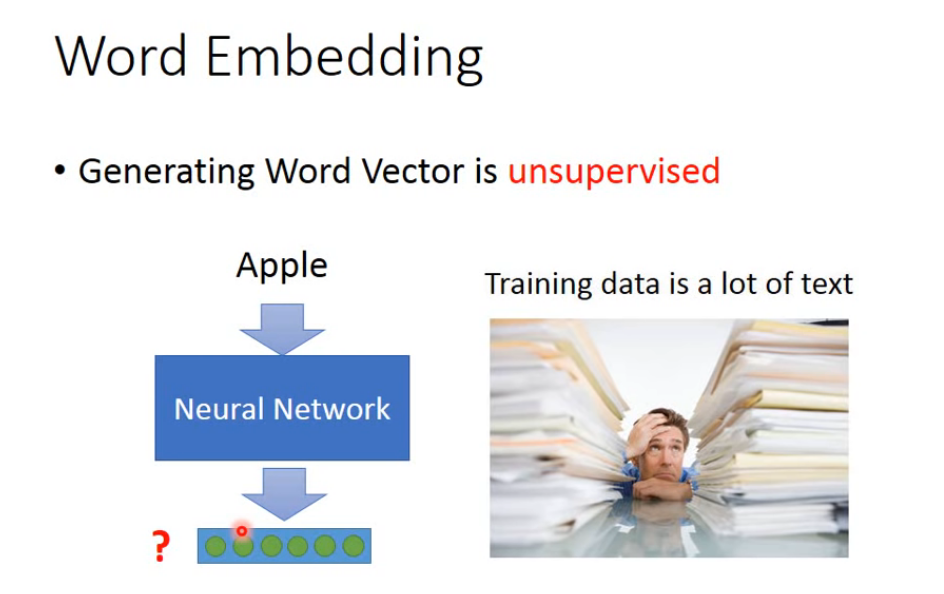 Word Embedding
• Generating Word Vector is unsupervised
Apple
Training data is a lot of text
Neural Network
?